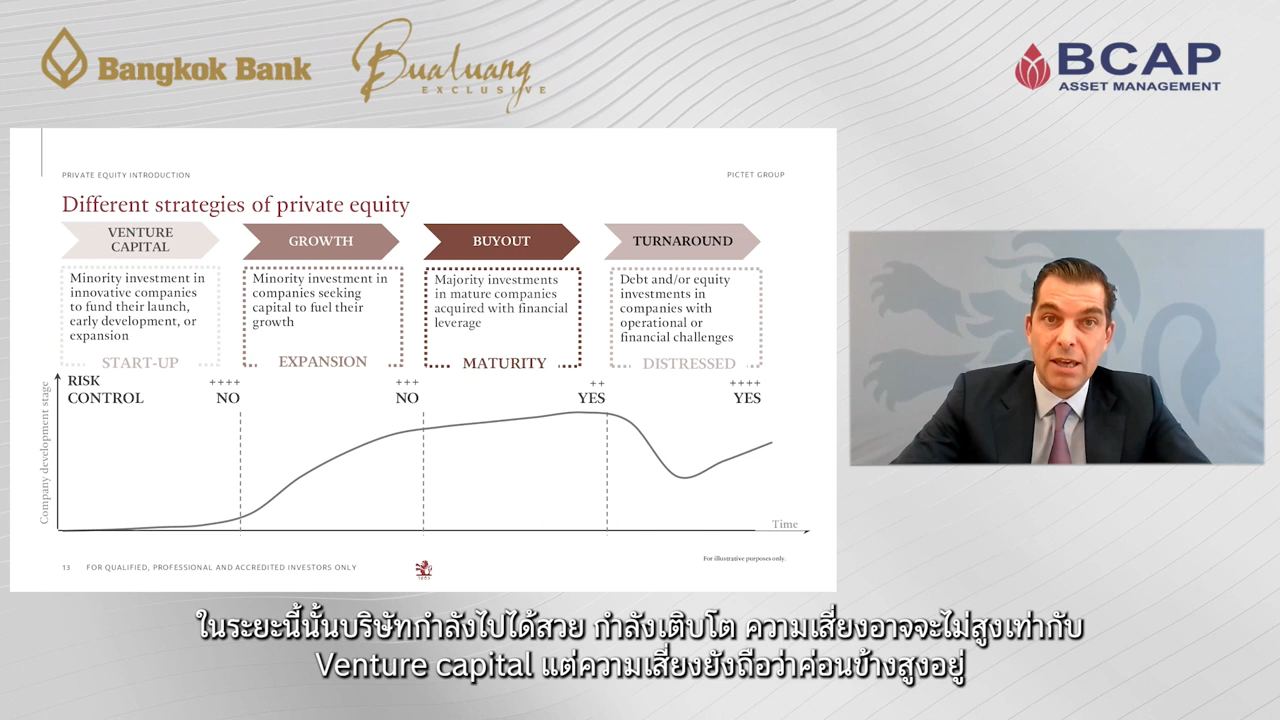 Bangkok Bank
Bualuang
EXCLUSIVE
BCAP
ASSET MANAGEMENT
PRIVATE EQUITY INTRODUCTION
PICTET GROUP
Different strategies of private equity
VENTURE
CAPITAL
GROWTH
BUYOUT
TURNAROUND
Minority investment in
innovative companies
to fund their launch,
early development, or
expansion
START-UP
Minority investment in
companies seeking
capital to fuel their
growth
EXPANSION
Majority investments
in mature companies
acquired with financial
leverage
MATURITY
Debt and/or equity
investments in
companies with
operational or
financial challenges
DISTRESSED
RISK ++++ +++ ++ ++++
CONTROL NO NO YES YES
Company development stage
Time
For illustrative purposes only.
13 FOR QUALIFIED, PROFESSIONAL AND ACCREDITED INVESTORS ONLY
ในระยะนี้นั้นบริษัทกำลังไปได้สวย กำลังเติบโต ความเสี่ยงอาจจะไม่สูงเท่ากับ
Venture capital แต่ความเสี่ยงยังถือว่าค่อนข้างสูงอยู่